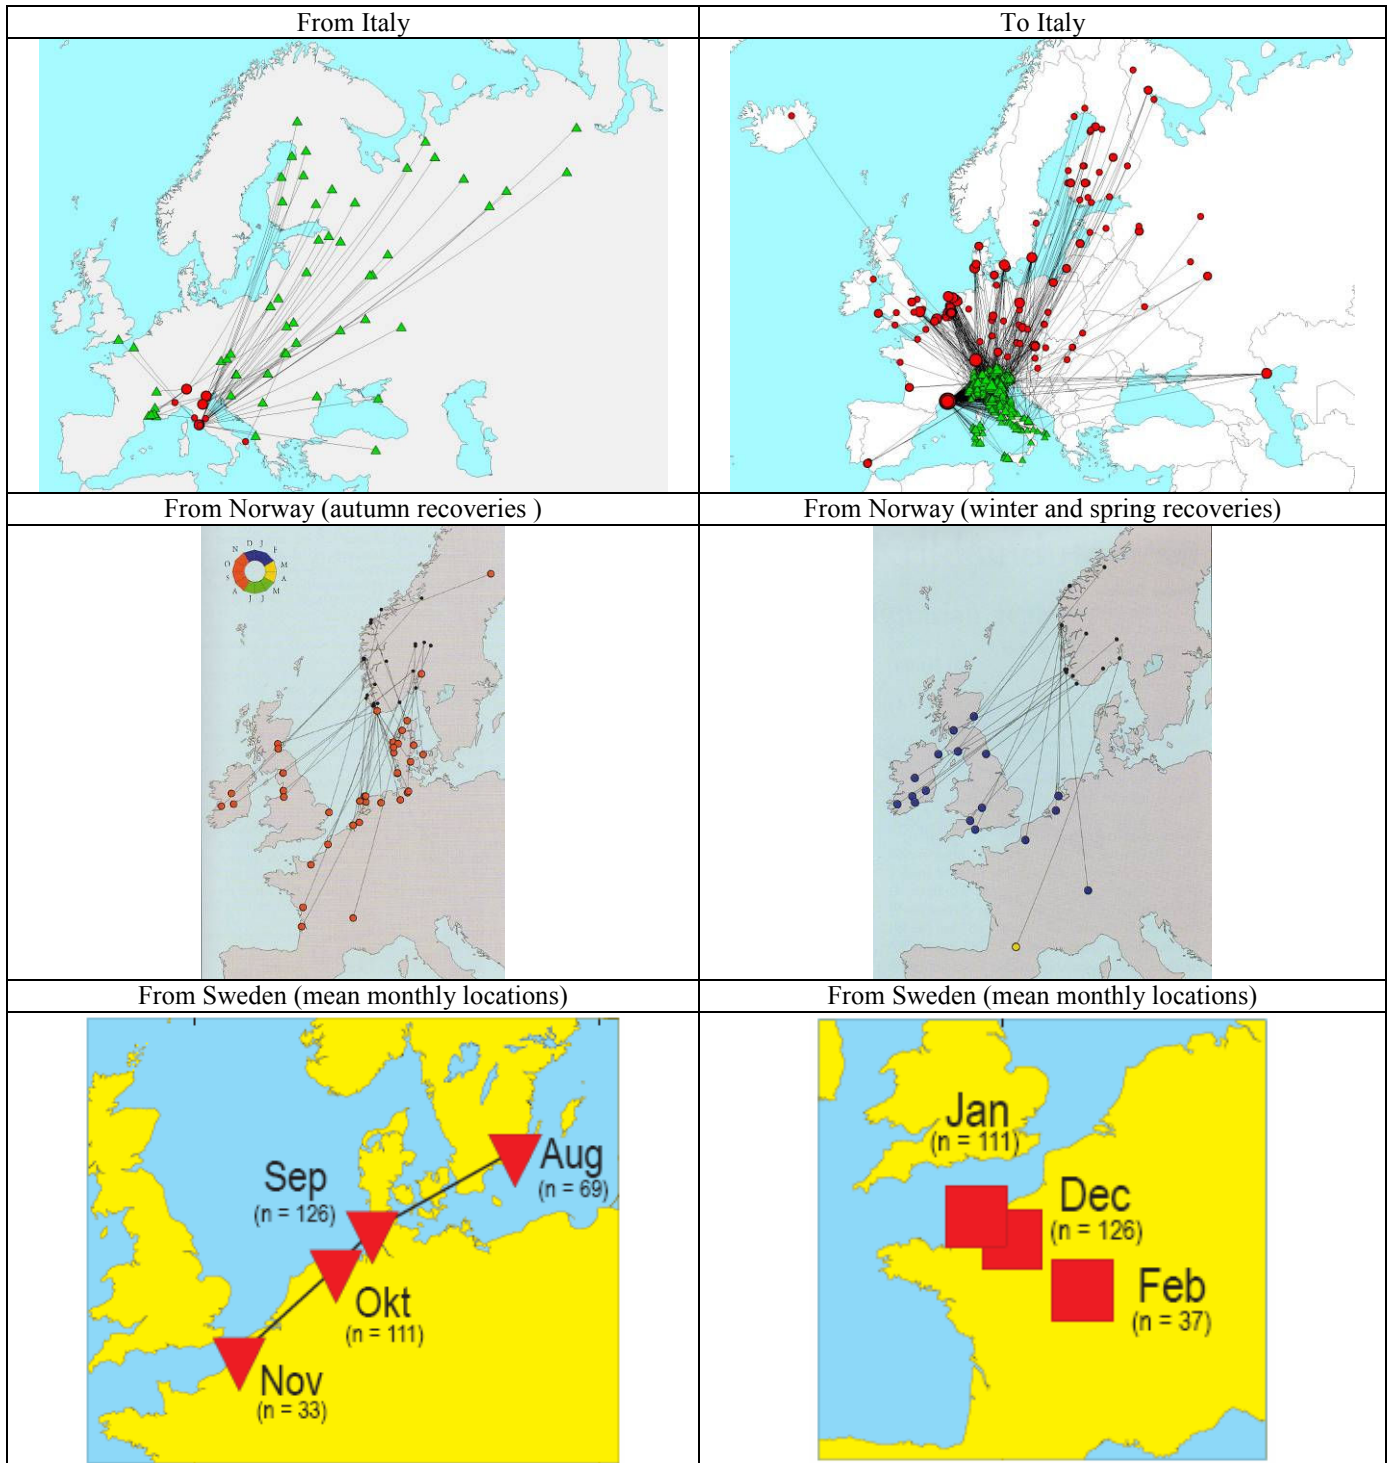 From Italy
To Italy
From Norway (autumn recoveries )
From Norway (winter and spring recoveries)
D J
N F
O M
S A
A M
J J
From Sweden (mean monthly locations)
From Sweden (mean monthly locations)
Sep
(n = 126)
Aug
(n = 69)
Okt
(n = 111)
Nov
(n = 33)
Jan
(n = 111)
Dec
(n = 126)
Feb
(n = 37)